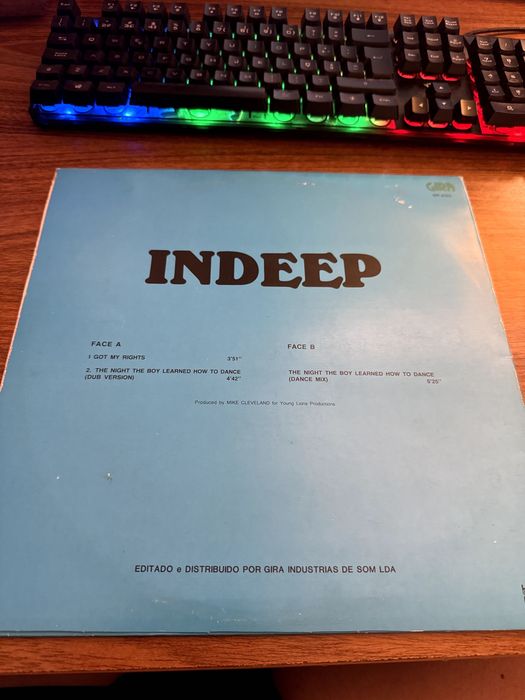 GIRA
INDEEP
FACE A
1 GOT MY RIGHTS 3'51"
2. THE NIGHT THE BOY LEARNED HOW TO DANCE
(DUB VERSION) 4'42"
FACE B
THE NIGHT THE BOY LEARNED HOW TO DANCE
(DANCE MIX) 5'25"
Produced by MIKE CLEVELAND for Young Lions Productions
EDITADO e DISTRIBUIDO POR GIRA INDUSTRIAS DE SOM LDA